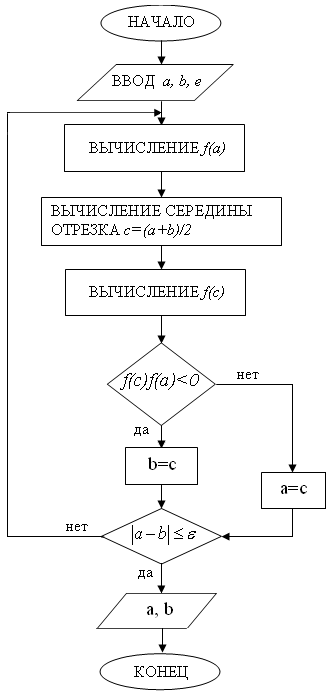 НАЧАЛО
ВВОД a, b, e
ВЫЧИСЛЕНИЕ f(a)
ВЫЧИСЛЕНИЕ СЕРЕДИНЫ
ОТРЕЗКА c=(a+b)/2
ВЫЧИСЛЕНИЕ f(c)
f(c)f(a)<0
нет
да
b=c
a=c
|a−b|≤ε
нет
да
a, b
КОНЕЦ